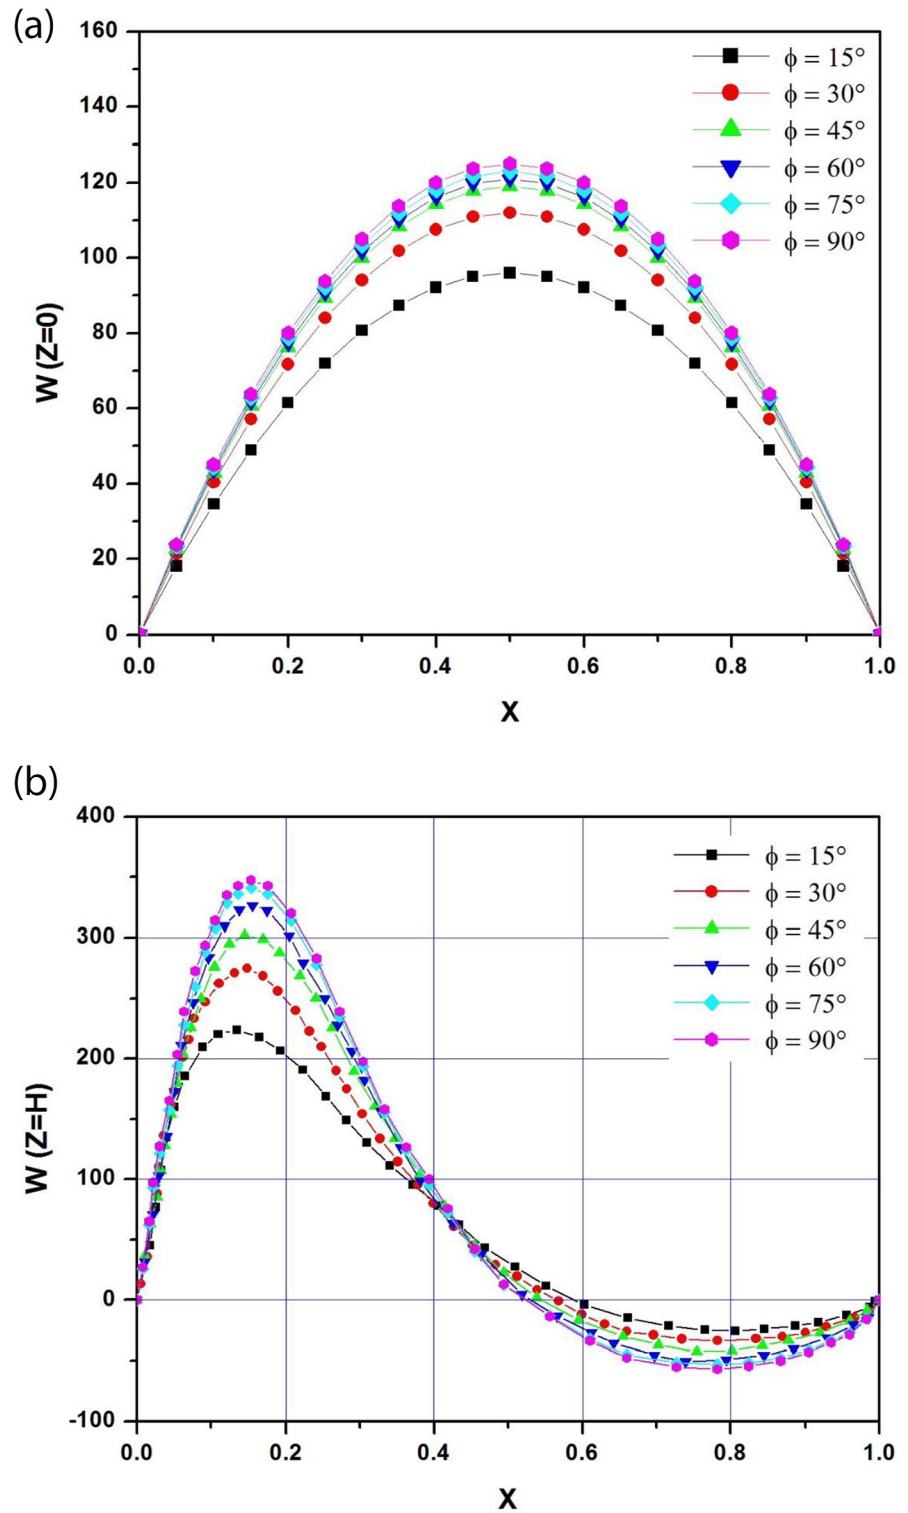 (a)
160
140
120
100
80
60
40
20
0
W (Z=0)
ϕ = 15°
ϕ = 30°
ϕ = 45°
ϕ = 60°
ϕ = 75°
ϕ = 90°
0.0 0.2 0.4 0.6 0.8 1.0
X
(b)
400
300
200
100
0
-100
W (Z=H)
ϕ = 15°
ϕ = 30°
ϕ = 45°
ϕ = 60°
ϕ = 75°
ϕ = 90°
0.0 0.2 0.4 0.6 0.8 1.0
X